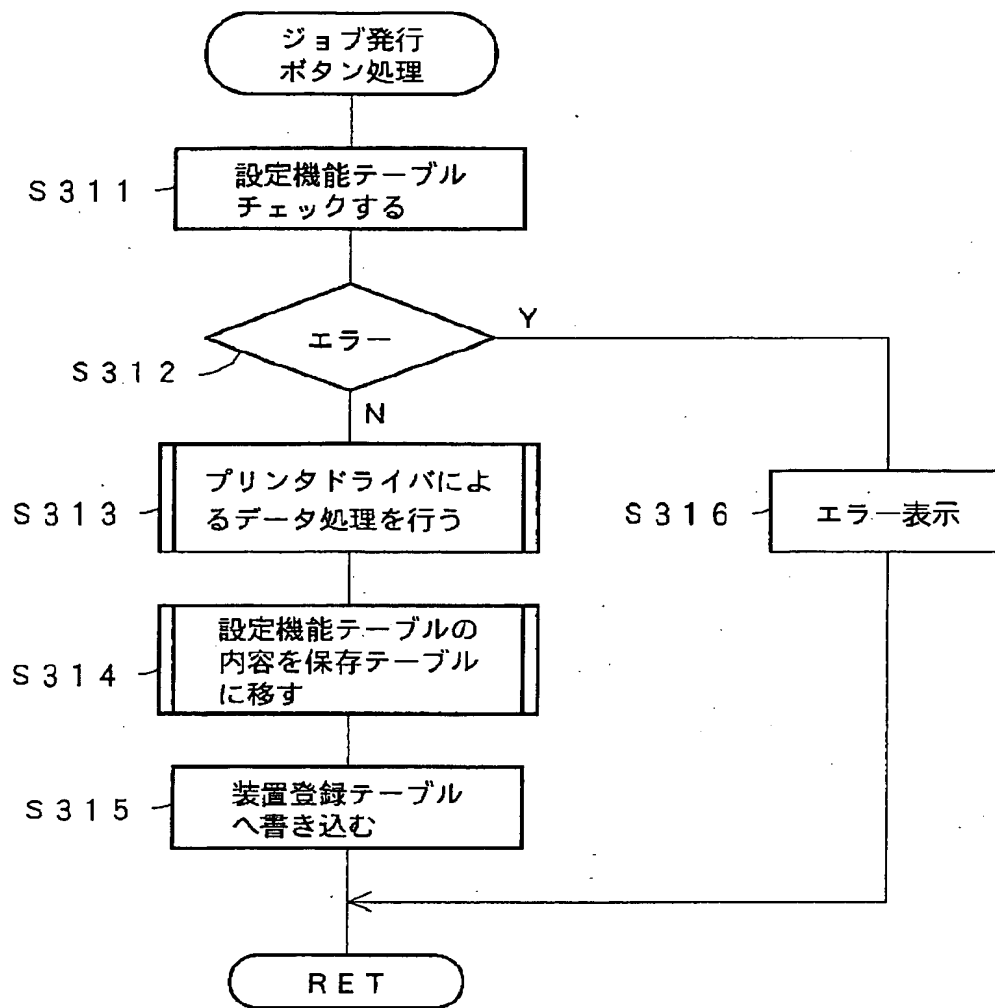 ジョブ発行
ボタン処理
S311
設定機能テーブル
チェックする
S312
エラー
Y
N
S313
プリンタドライバによ
るデータ処理を行う
S316
エラー表示
S314
設定機能テーブルの
内容を保存テーブル
に移す
S315
装置登録テーブル
へ書き込む
RET